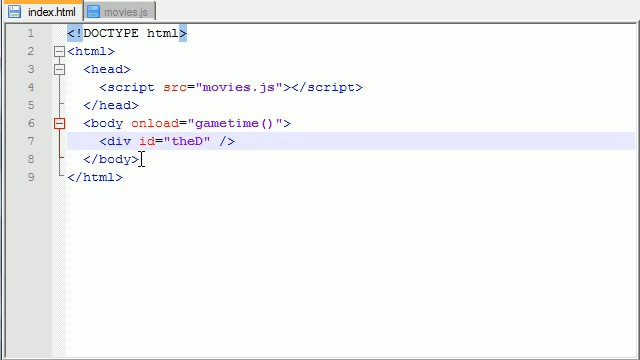 index.html movies.js
1 <!DOCTYPE html>
2 <html>
3 <head>
4 <script src="movies.js"></script>
5 </head>
6 <body onload="gametime()">
7 <div id="theD" />
8 </body>
9 </html>